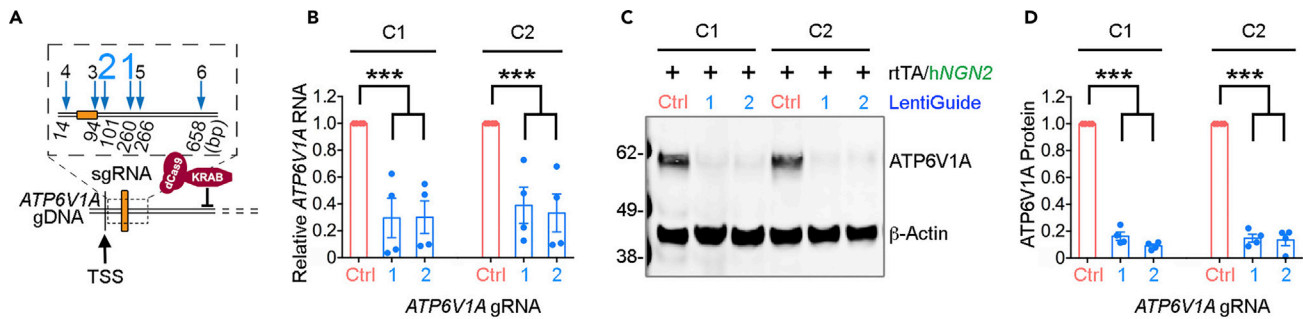 A
4 3 2 1 5 6
14 94 101 260 266 658 (bp)
sgRNA
dCas9
KRAB
ATP6V1A
gDNA
TSS
B
C1 C2
*** ***
Relative ATP6V1A RNA
1.2
1.0
0.8
0.6
0.4
0.2
0
Ctrl 1 2 Ctrl 1 2
ATP6V1A gRNA
C
C1 C2
+ + + + + + rtTA/hNGN2
Ctrl 1 2 Ctrl 1 2 LentiGuide
62- ATP6V1A
49-
β-Actin
38-
D
C1 C2
*** ***
ATP6V1A Protein
1.2
1.0
0.8
0.6
0.4
0.2
0
Ctrl 1 2 Ctrl 1 2
ATP6V1A gRNA